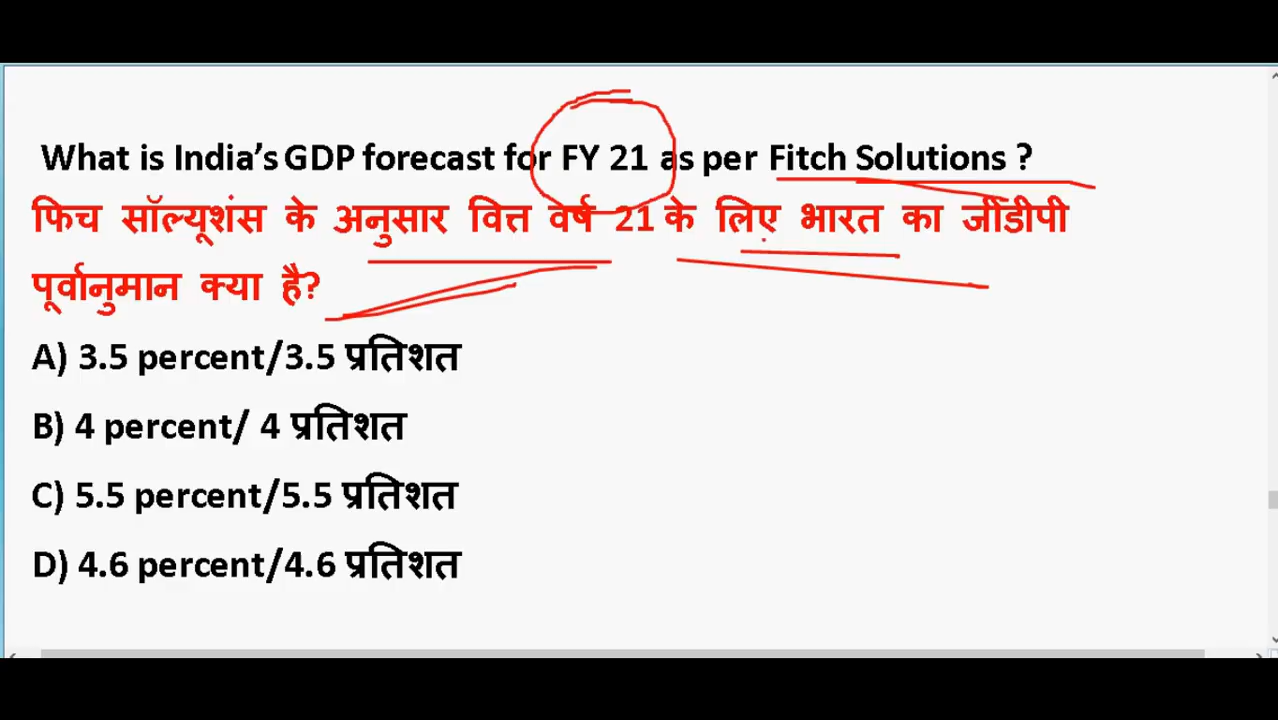 What is India’s GDP forecast for FY 21 as per Fitch Solutions ?
फिच सॉल्यूशंस के अनुसार वित्त वर्ष 21 के लिए भारत का जीडीपी
पूर्वानुमान क्या है?
A) 3.5 percent/3.5 प्रतिशत
B) 4 percent/ 4 प्रतिशत
C) 5.5 percent/5.5 प्रतिशत
D) 4.6 percent/4.6 प्रतिशत